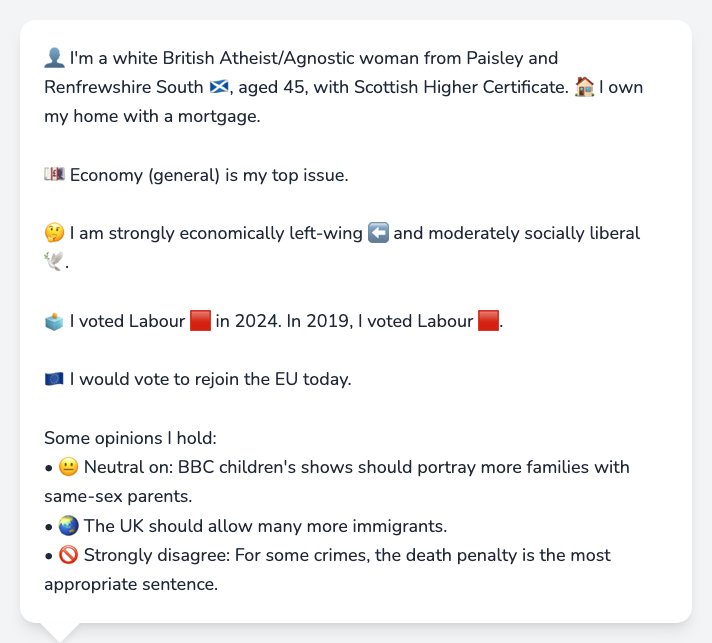 👤 I'm a white British Atheist/Agnostic woman from Paisley and
Renfrewshire South 🏴󠁧󠁢󠁳󠁣󠁴󠁿, aged 45, with Scottish Higher Certificate. 🏠 I own
my home with a mortgage.
💷 Economy (general) is my top issue.
🤔 I am strongly economically left-wing ⬅️ and moderately socially liberal
🕊️.
🗳️ I voted Labour 🟥 in 2024. In 2019, I voted Labour 🟥.
🇪🇺 I would vote to rejoin the EU today.
Some opinions I hold:
• 😐 Neutral on: BBC children's shows should portray more families with
same-sex parents.
• 🌏 The UK should allow many more immigrants.
• 🚫 Strongly disagree: For some crimes, the death penalty is the most
appropriate sentence.